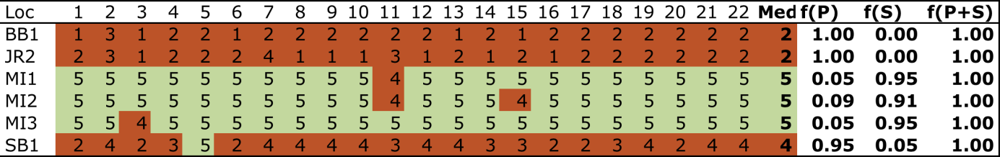 Loc 1 2 3 4 5 6 7 8 9 10 11 12 13 14 15 16 17 18 19 20 21 22 Med f(P) f(S) f(P+S)
BB1 1 3 1 2 2 1 2 2 2 2 2 2 1 2 1 2 2 2 2 2 2 2 2 1.00 0.00 1.00
JR2 2 3 1 2 2 2 4 1 1 1 3 1 2 1 2 1 2 2 2 2 2 2 2 1.00 0.00 1.00
MI1 5 5 5 5 5 5 5 5 5 5 4 5 5 5 5 5 5 5 5 5 5 5 5 0.05 0.95 1.00
MI2 5 5 5 5 5 5 5 5 5 5 4 5 5 5 4 5 5 5 5 5 5 5 5 0.09 0.91 1.00
MI3 5 5 4 5 5 5 5 5 5 5 5 5 5 5 5 5 5 5 5 5 5 5 5 0.05 0.95 1.00
SB1 2 4 2 3 5 2 4 4 4 4 3 4 4 3 3 2 2 3 4 2 4 4 4 0.95 0.05 1.00